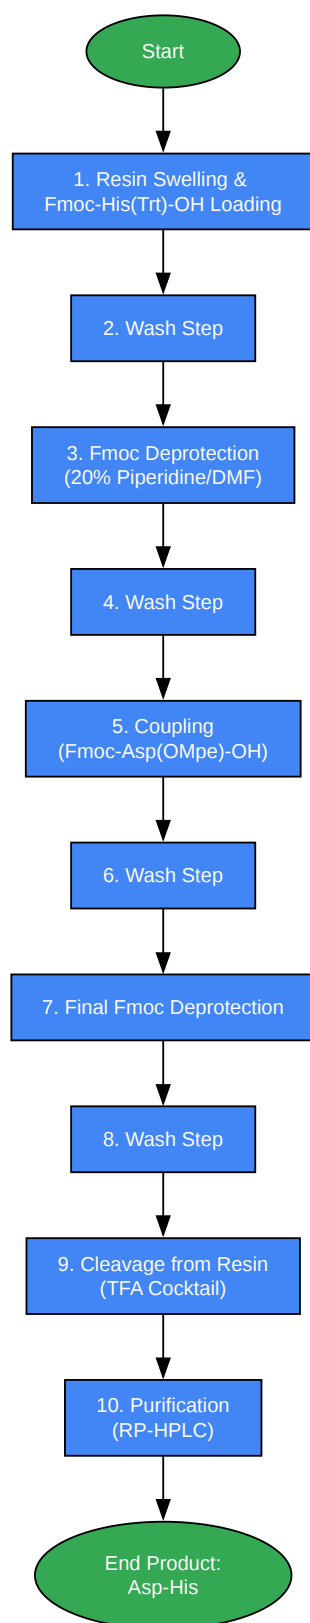 Start
1. Resin Swelling &
Fmoc-His(Trt)-OH Loading
2. Wash Step
3. Fmoc Deprotection
(20% Piperidine/DMF)
4. Wash Step
5. Coupling
(Fmoc-Asp(OMpe)-OH)
6. Wash Step
7. Final Fmoc Deprotection
8. Wash Step
9. Cleavage from Resin
(TFA Cocktail)
10. Purification
(RP-HPLC)
End Product:
Asp-His